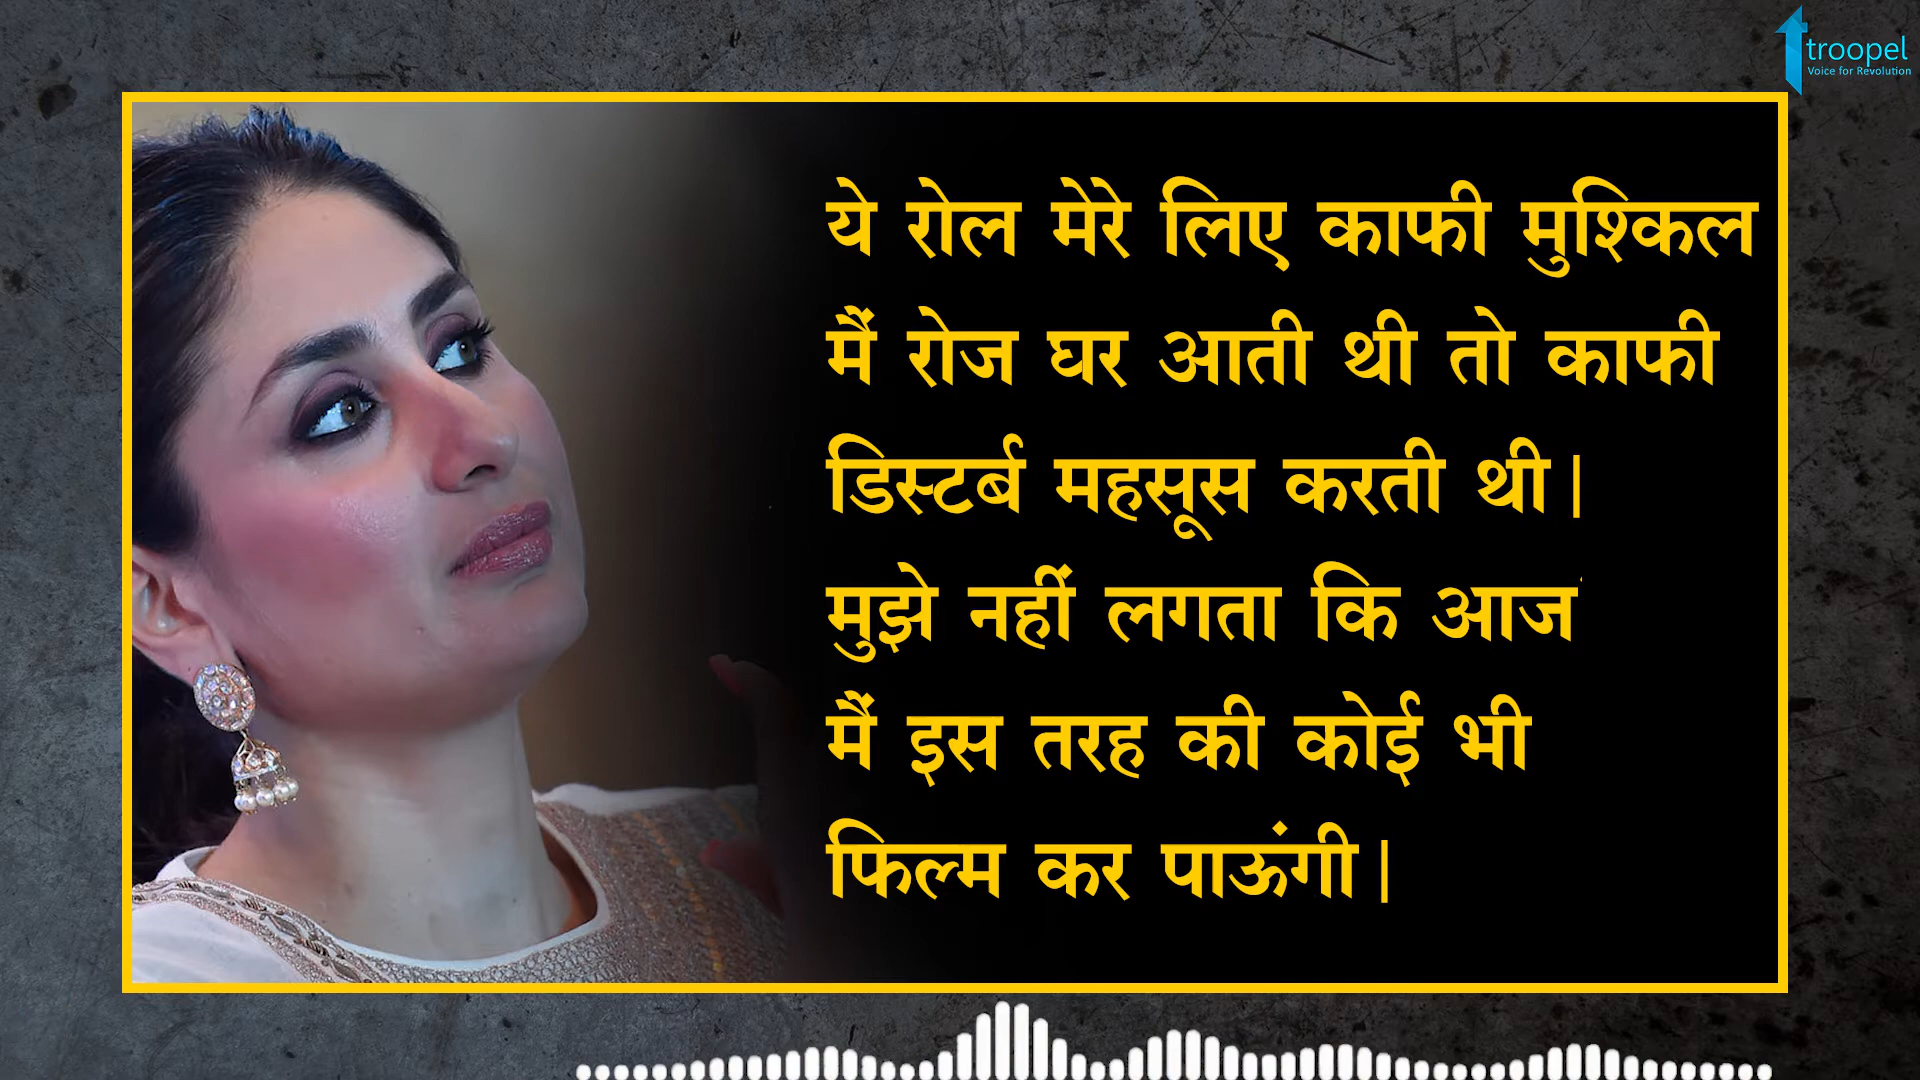 troopel
Voice for Revolution
ये रोल मेरे लिए काफी मुश्किल
मैं रोज घर आती थी तो काफी
डिस्टर्ब महसूस करती थी|
मुझे नहीं लगता कि आज
मैं इस तरह की कोई भी
फिल्म कर पाऊंगी|